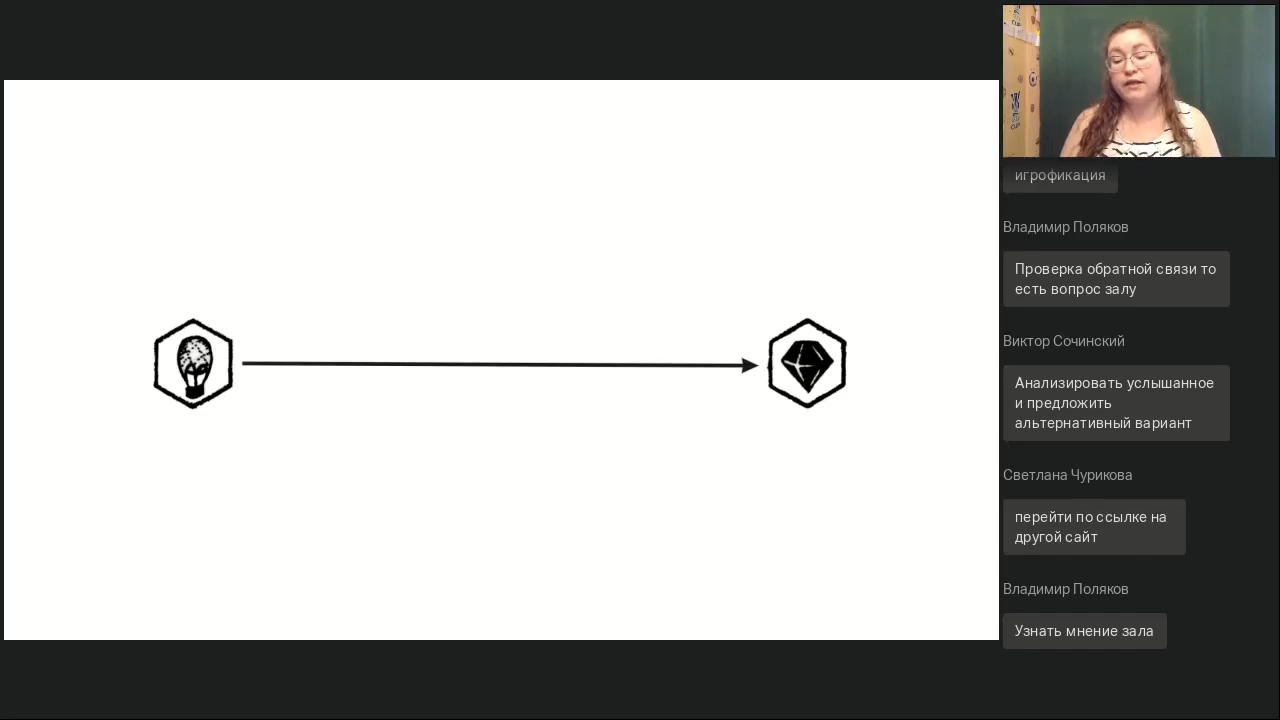 игрофикация
Владимир Поляков
Проверка обратной связи то
есть вопрос залу
Виктор Сочинский
Анализировать услышанное
и предложить
альтернативный вариант
Светлана Чурикова
перейти по ссылке на
другой сайт
Владимир Поляков
Узнать мнение зала